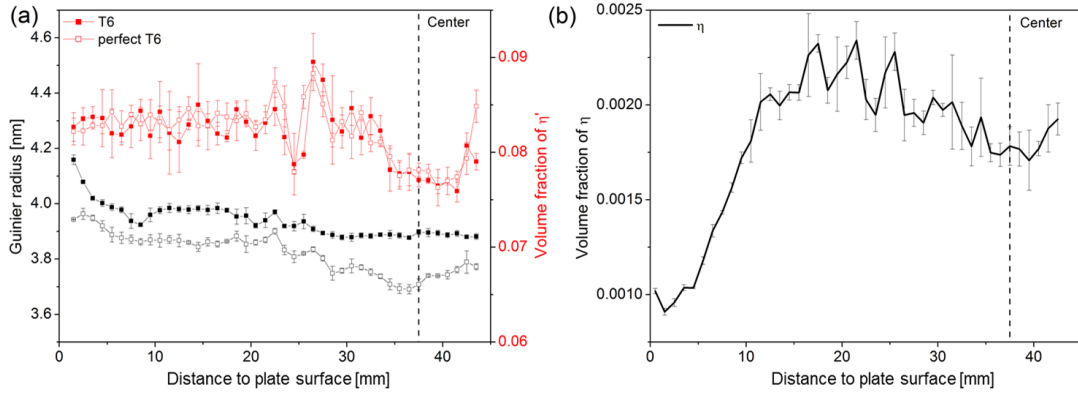 (a)
T6
perfect T6
Center
Guinier radius [nm]
4.6
4.4
4.2
4.0
3.8
3.6
0.09
0.08
0.07
0.06
Volume fraction of η'
0
10
20
30
40
Distance to plate surface [mm]
(b)
η
Center
Volume fraction of η
0.0025
0.0020
0.0015
0.0010
0
10
20
30
40
Distance to plate surface [mm]